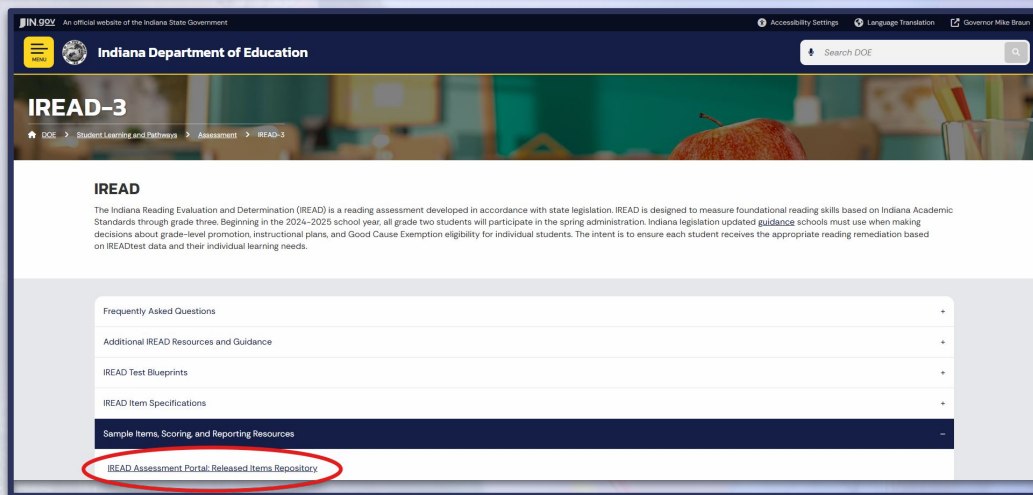 IN.gov An official website of the Indiana State Government
Accessibility Settings Language Translation Governor Mike Braun
MENU
Indiana Department of Education
Search DOE
IREAD-3
DOE > Student Learning and Pathways > Assessment > IREAD-3
IREAD
The Indiana Reading Evaluation and Determination (IREAD) is a reading assessment developed in accordance with state legislation. IREAD is designed to measure foundational reading skills based on Indiana Academic
Standards through grade three. Beginning in the 2024-2025 school year, all grade two students will participate in the spring administration. Indiana legislation updated guidance schools must use when making
decisions about grade-level promotion, instructional plans, and Good Cause Exemption eligibility for individual students. The intent is to ensure each student receives the appropriate reading remediation based
on IREADtest data and their individual learning needs.
Frequently Asked Questions +
Additional IREAD Resources and Guidance +
IREAD Test Blueprints +
IREAD Item Specifications +
Sample Items, Scoring, and Reporting Resources –
IREAD Assessment Portal: Released Items Repository